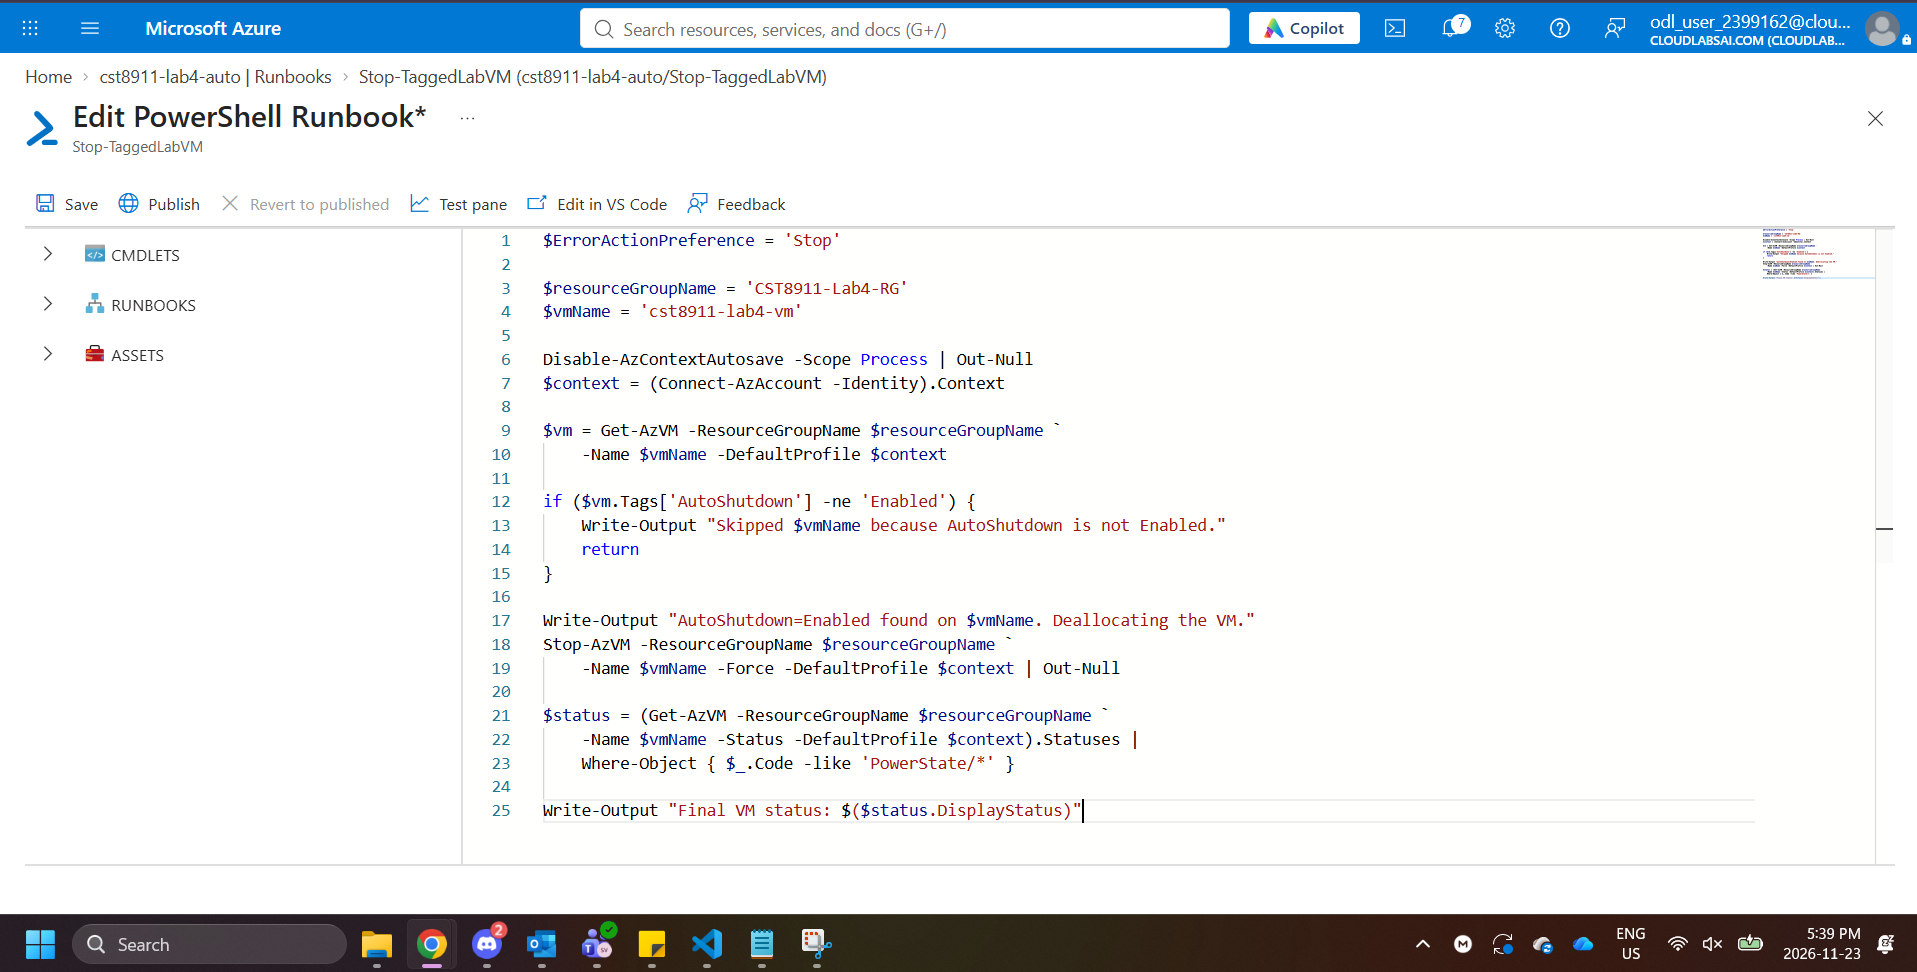 Microsoft Azure
Search resources, services, and docs (G+/)
Copilot
7
odl_user_2399162@clou...
CLOUDLABSAI.COM (CLOUDLAB...
Home > cst8911-lab4-auto | Runbooks > Stop-TaggedLabVM (cst8911-lab4-auto/Stop-TaggedLabVM)
Edit PowerShell Runbook* ...
Stop-TaggedLabVM
Save Publish Revert to published Test pane Edit in VS Code Feedback
CMDLETS
RUNBOOKS
ASSETS
1 $ErrorActionPreference = 'Stop'
2
3 $resourceGroupName = 'CST8911-Lab4-RG'
4 $vmName = 'cst8911-lab4-vm'
5
6 Disable-AzContextAutosave -Scope Process | Out-Null
7 $context = (Connect-AzAccount -Identity).Context
8
9 $vm = Get-AzVM -ResourceGroupName $resourceGroupName `
10     -Name $vmName -DefaultProfile $context
11
12 if ($vm.Tags['AutoShutdown'] -ne 'Enabled') {
13     Write-Output "Skipped $vmName because AutoShutdown is not Enabled."
14     return
15 }
16
17 Write-Output "AutoShutdown=Enabled found on $vmName. Deallocating the VM."
18 Stop-AzVM -ResourceGroupName $resourceGroupName `
19     -Name $vmName -Force -DefaultProfile $context | Out-Null
20
21 $status = (Get-AzVM -ResourceGroupName $resourceGroupName `
22     -Name $vmName -Status -DefaultProfile $context).Statuses |
23     Where-Object { $_.Code -like 'PowerState/*' }
24
25 Write-Output "Final VM status: $($status.DisplayStatus)"
Search
2
ENG
US
5:39 PM
2026-11-23